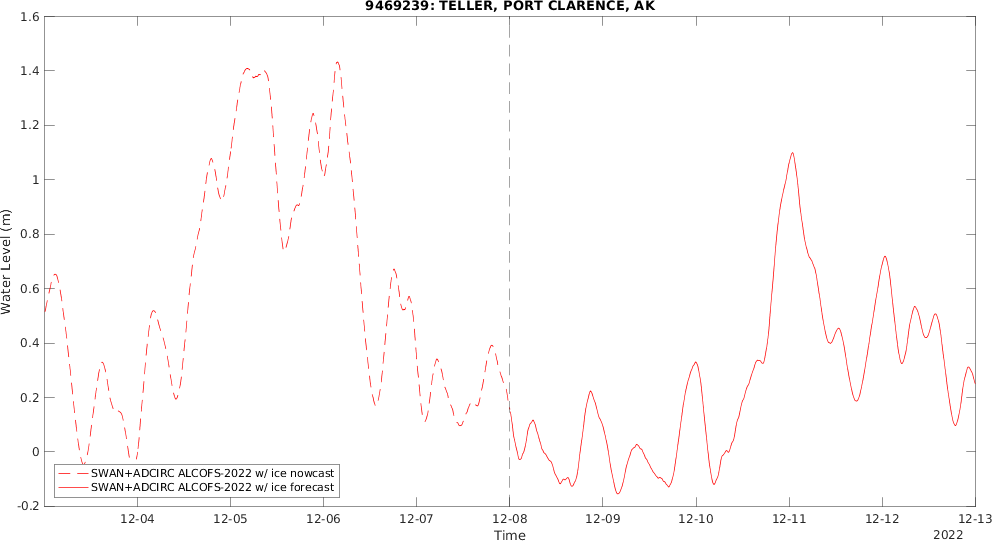 9469239: TELLER, PORT CLARENCE, AK
1.6
1.4
1.2
1
0.8
0.6
0.4
0.2
0
-0.2
Water Level (m)
SWAN+ADCIRC ALCOFS-2022 w/ ice nowcast
SWAN+ADCIRC ALCOFS-2022 w/ ice forecast
12-04 12-05 12-06 12-07 12-08 12-09 12-10 12-11 12-12 12-13
Time
2022